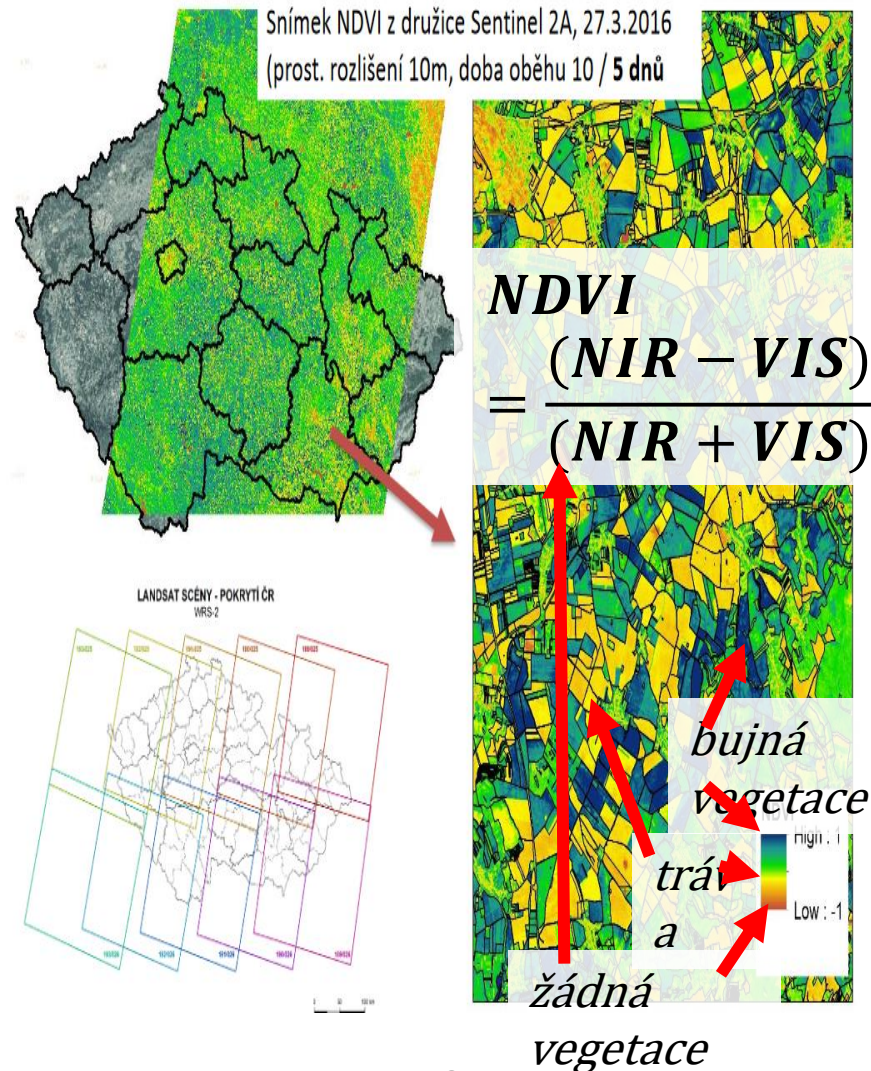 Snímek NDVI z družice Sentinel 2A, 27.3.2016
(prost. rozlišení 10m, doba oběhu 10 / 5 dnů
NDVI
= (NIR − VIS)
(NIR + VIS)
LANDSAT SCÉNY - POKRYTÍ ČR
WRS-2
bujná
vegetace
NDVI
High : 1
tráv
a
Low : -1
žádná
vegetace